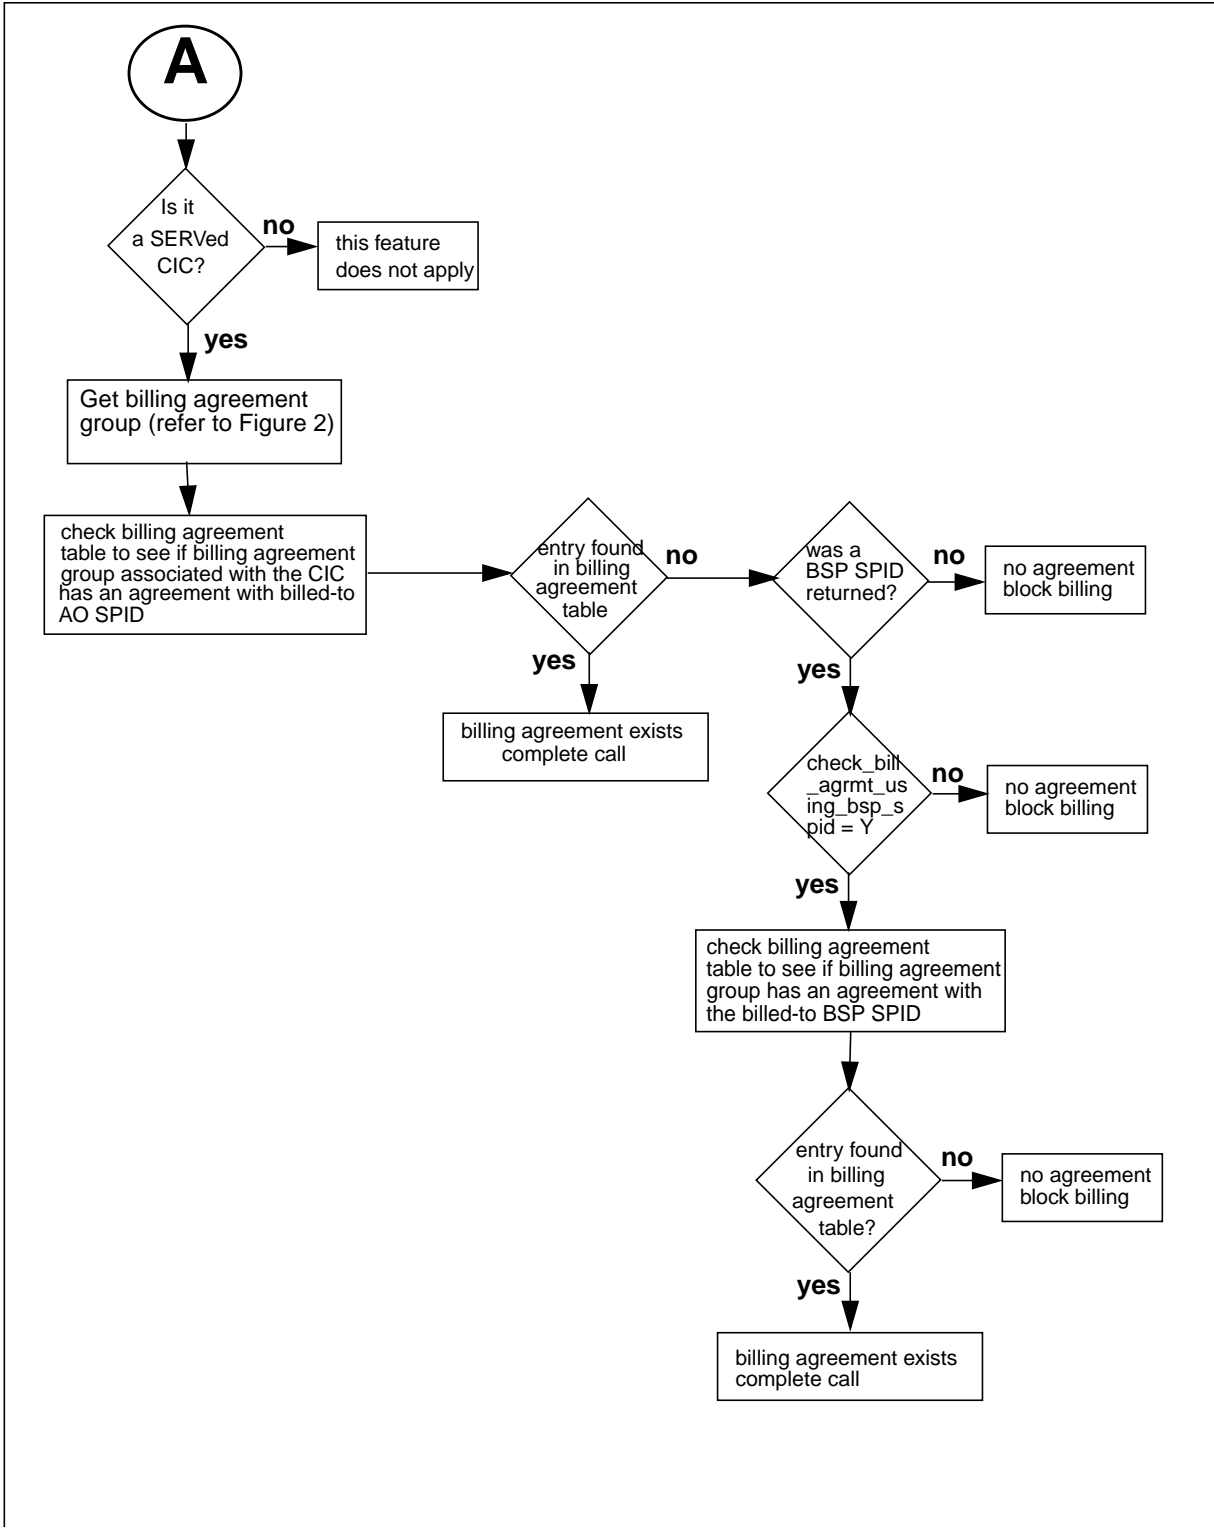 A
Is it
a SERVed
CIC?
no
this feature
does not apply
yes
Get billing agreement
group (refer to Figure 2)
check billing agreement
table to see if billing agreement
group associated with the CIC
has an agreement with billed-to
AO SPID
entry found
in billing
agreement
table
no
yes
billing agreement exists
complete call
was a
BSP SPID
returned?
no
no agreement
block billing
yes
check_bill
_agrmt_us
ing_bsp_s
pid = Y
no
no agreement
block billing
yes
check billing agreement
table to see if billing agreement
group has an agreement with
the billed-to BSP SPID
entry found
in billing
agreement
table?
no
no agreement
block billing
yes
billing agreement exists
complete call